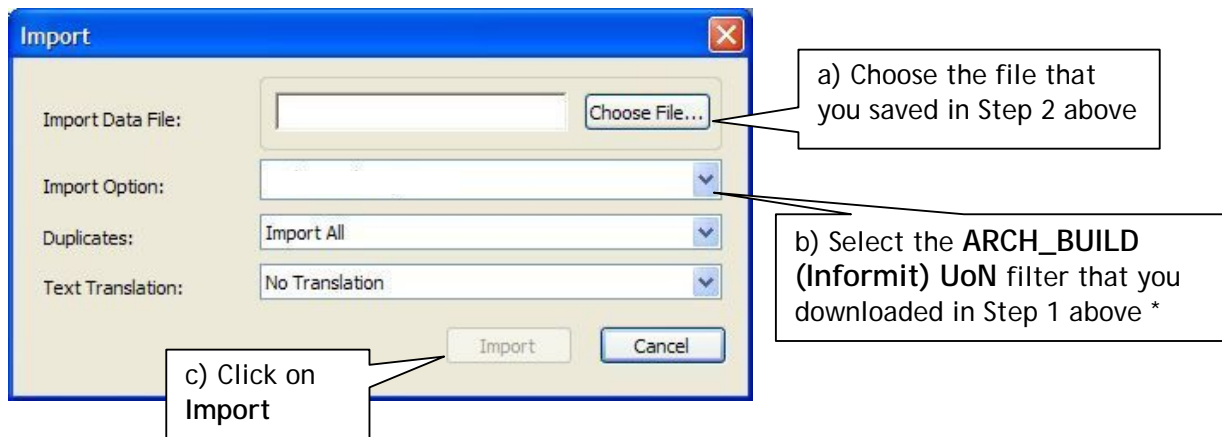 Import
Import Data File:
Choose File...
a) Choose the file that
you saved in Step 2 above
Import Option:
Duplicates:
Import All
b) Select the ARCH_BUILD
(Informit) UoN filter that you
downloaded in Step 1 above *
Text Translation:
No Translation
Import
Cancel
c) Click on
Import